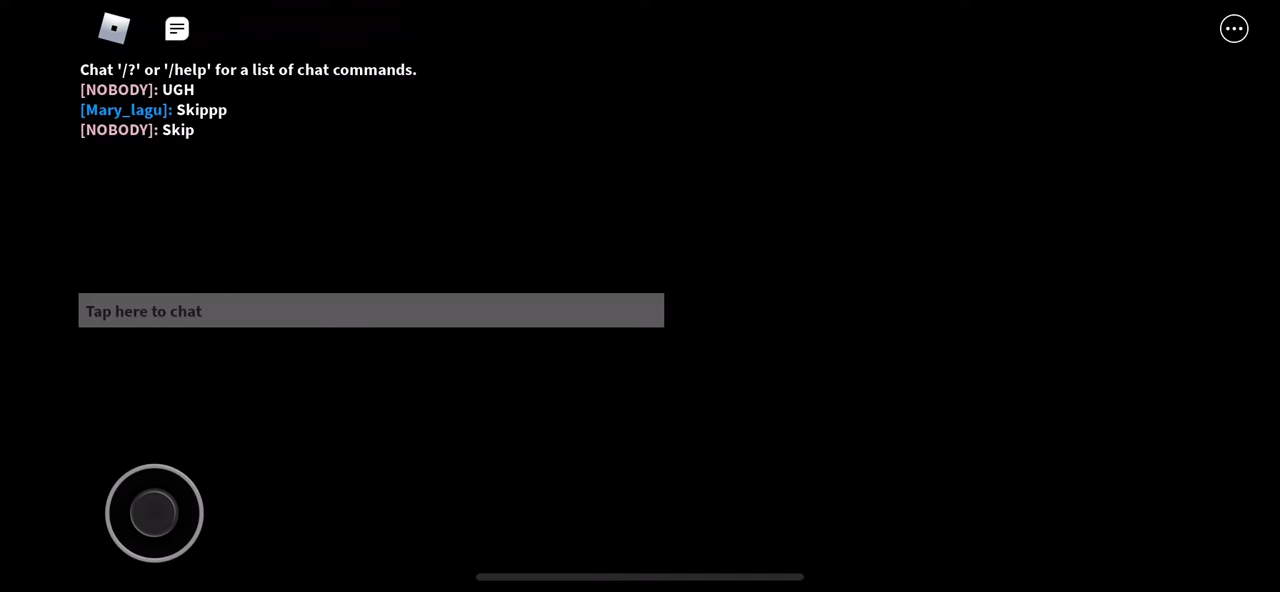 Chat '/?' or '/help' for a list of chat commands.
[NOBODY]: UGH
[Mary_lagu]: Skippp
[NOBODY]: Skip
Tap here to chat